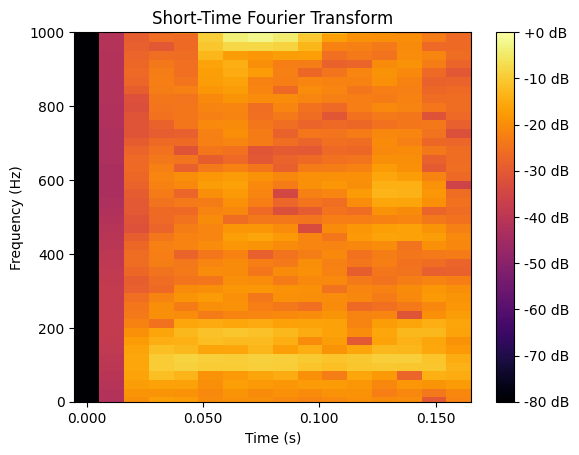 Short-Time Fourier Transform
1000
800
600
400
200
0
Frequency (Hz)
0.000
0.050
0.100
0.150
Time (s)
+0 dB
-10 dB
-20 dB
-30 dB
-40 dB
-50 dB
-60 dB
-70 dB
-80 dB